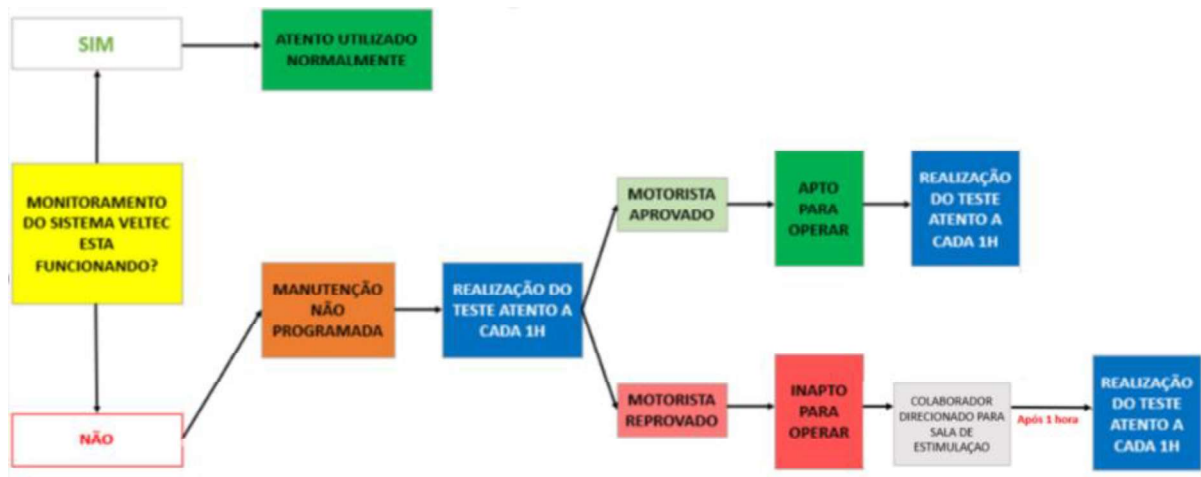 SIM
ATENTO UTILIZADO
NORMALMENTE
MONITORAMENTO
DO SISTEMA VELTEC
ESTA
FUNCIONANDO?
NÃO
MANUTENÇÃO
NÃO
PROGRAMADA
REALIZAÇÃO DO
TESTE ATENTO A
CADA 1H
MOTORISTA
APROVADO
APTO
PARA
OPERAR
REALIZAÇÃO
DO TESTE
ATENTO A
CADA 1H
MOTORISTA
REPROVADO
INAPTO
PARA
OPERAR
COLABORADOR
DIRECIONADO PARA
SALA DE
ESTIMULAÇAO
Após 1 hora
REALIZAÇÃO
DO TESTE
ATENTO A
CADA 1H